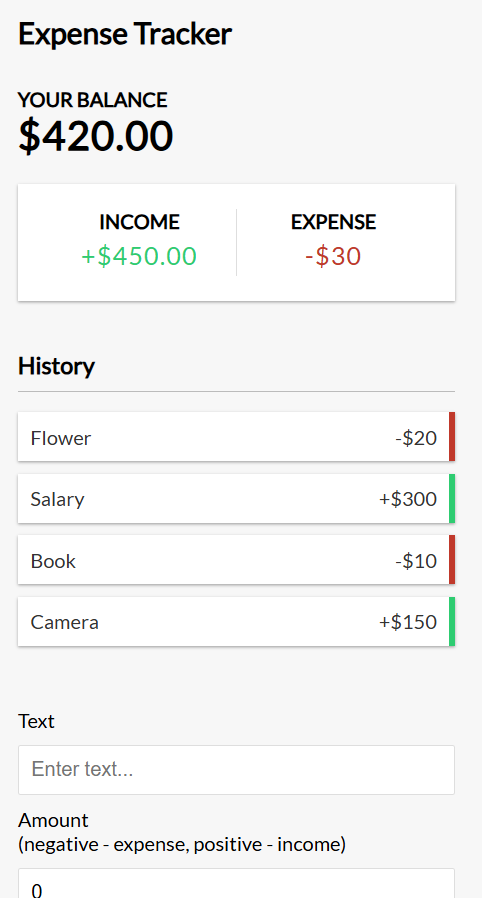 Expense Tracker
YOUR BALANCE
$420.00
INCOME EXPENSE
+$450.00 -$30
History
Flower -$20
Salary +$300
Book -$10
Camera +$150
Text
Enter text...
Amount
(negative - expense, positive - income)
0